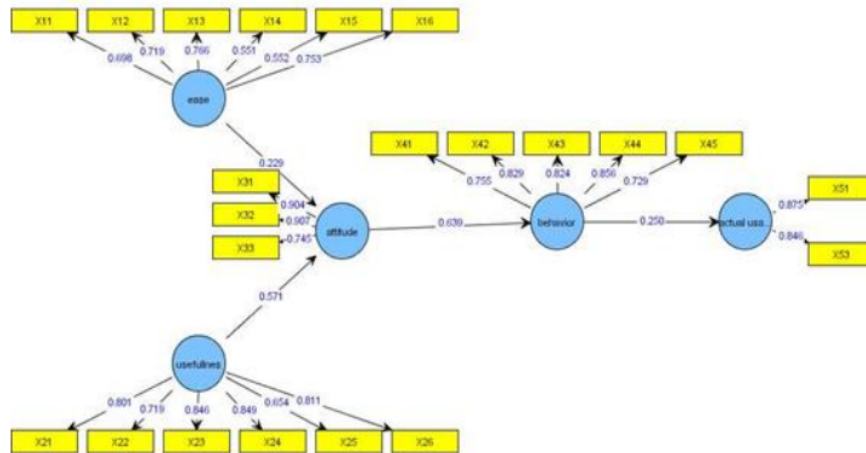 X11 X12 X13 X14 X15 X16
0.698 0.719 0.766 0.551 0.552 0.753
ease
0.229
X41 X42 X43 X44 X45
0.755 0.829 0.824 0.856 0.729
X31
X32
X33
0.904
0.907
0.745
attitude
0.639
behavior
0.250
actual usa...
X51
0.875
0.846
X53
0.571
usefullnes
0.801 0.719 0.846 0.849 0.654 0.811
X21 X22 X23 X24 X25 X26